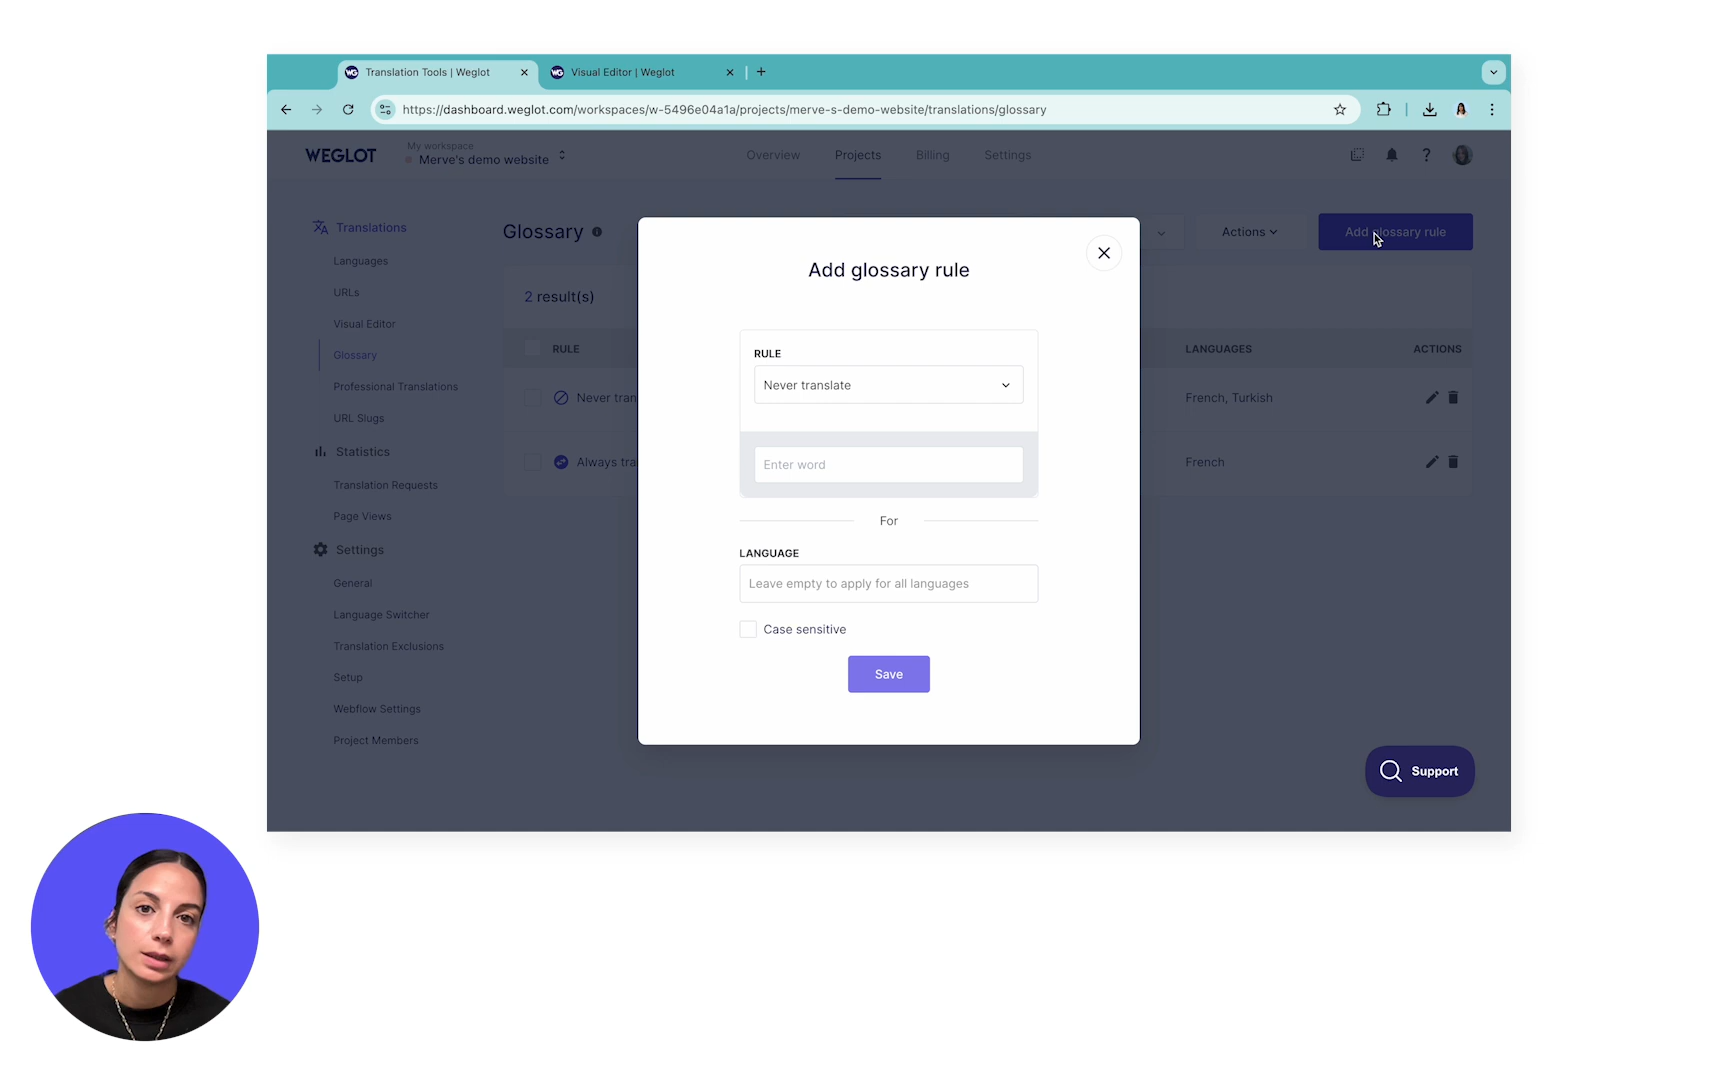 Translation Tools | Weglot
Visual Editor | Weglot
https://dashboard.weglot.com/workspaces/w-5496e04a1a/projects/merve-s-demo-website/translations/glossary
WEGLOT
My workspace
Merve's demo website
Overview
Projects
Billing
Settings
Translations
Languages
URLs
Visual Editor
Glossary
Professional Translations
URL Slugs
Statistics
Translation Requests
Page Views
Settings
General
Language Switcher
Translation Exclusions
Setup
Webflow Settings
Project Members
Glossary
Actions
Add glossary rule
2 result(s)
RULE
LANGUAGES
ACTIONS
Never tran
French, Turkish
Always tra
French
Add glossary rule
RULE
Never translate
Enter word
For
LANGUAGE
Leave empty to apply for all languages
Case sensitive
Save
Support